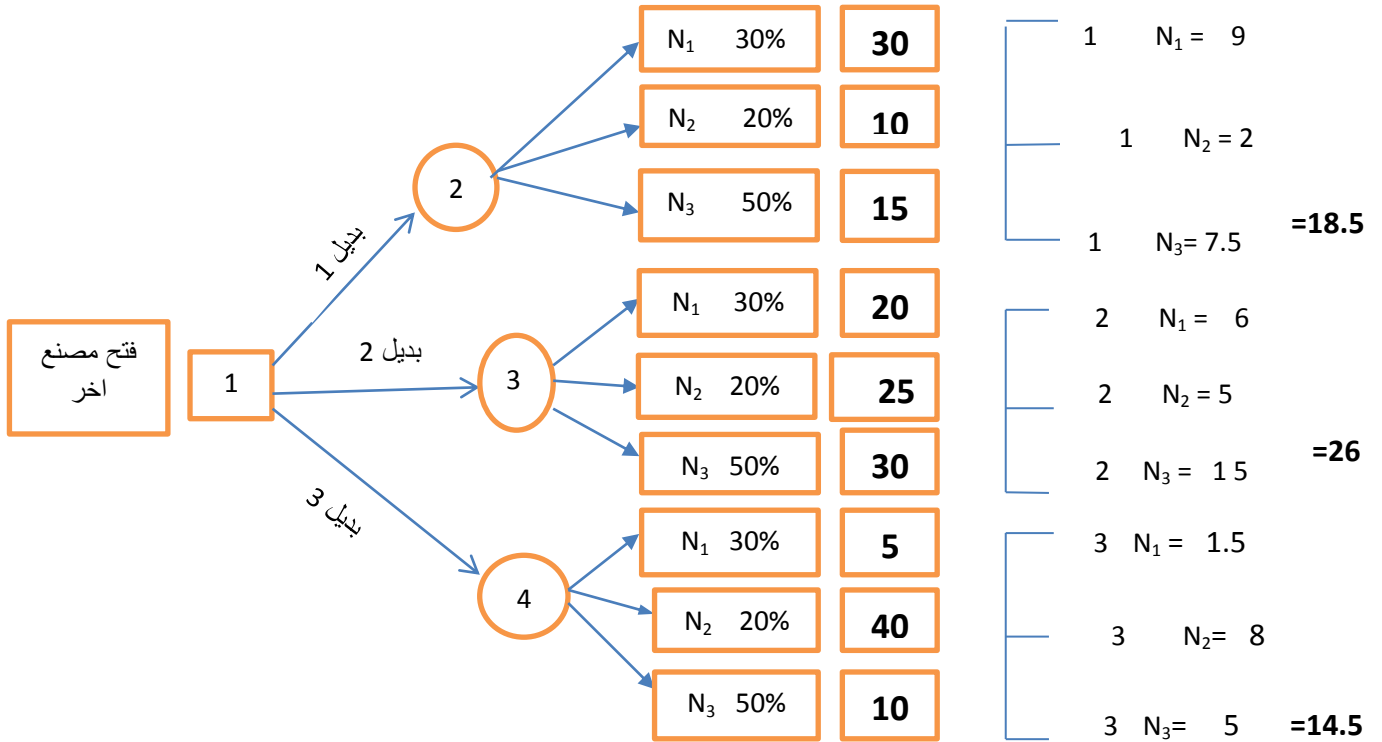 N₁ 30% 30
1 N₁ = 9
N₂ 20% 10
1 N₂ = 2
2
N₃ 50% 15
=18.5
1 N₃= 7.5
بديل 1
N₁ 30% 20
2 N₁ = 6
فتح مصنع
اخر
1
بديل 2
3
N₂ 20% 25
2 N₂ = 5
=26
N₃ 50% 30
2 N₃ = 1 5
بديل 3
N₁ 30% 5
3 N₁ = 1.5
4
N₂ 20% 40
3 N₂= 8
N₃ 50% 10
3 N₃= 5 =14.5